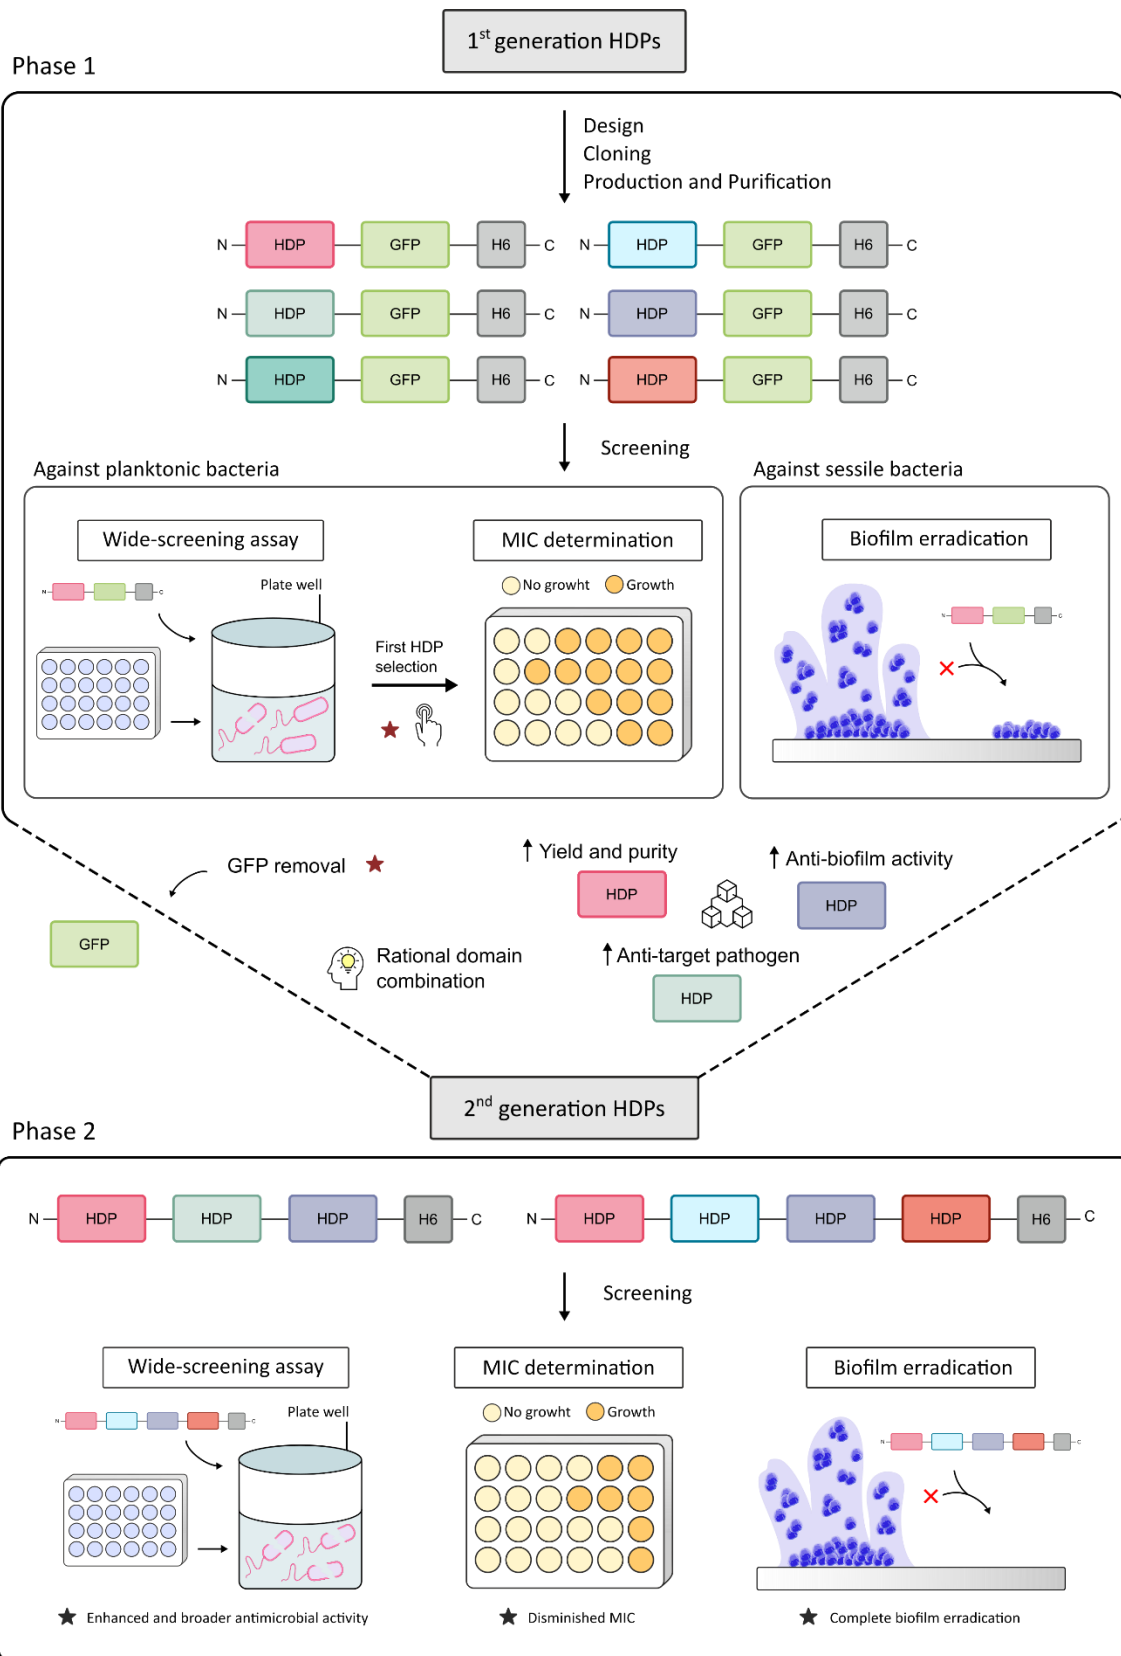 1st generation HDPs
Phase 1
Design
Cloning
Production and Purification
N HDP GFP H6 C N HDP GFP H6 C
N HDP GFP H6 C N HDP GFP H6 C
N HDP GFP H6 C N HDP GFP H6 C
Screening
Against planktonic bacteria
Wide-screening assay
N C
Plate well
First HDP
selection
MIC determination
No growht Growth
Against sessile bacteria
Biofilm erradication
N C
GFP removal
GFP
Rational domain
combination
Yield and purity
HDP
Anti-biofilm activity
HDP
Anti-target pathogen
HDP
2nd generation HDPs
Phase 2
N HDP HDP HDP H6 C N HDP HDP HDP HDP H6 C
Screening
Wide-screening assay
N C
Plate well
Enhanced and broader antimicrobial activity
MIC determination
No growht Growth
Disminished MIC
Biofilm erradication
N C
Complete biofilm erradication